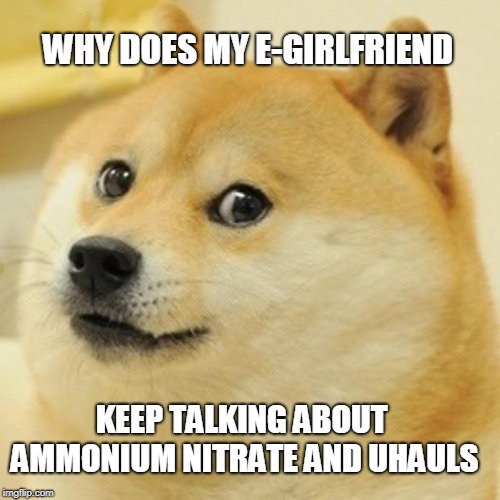 WHY DOES MY E-GIRLFRIEND
KEEP TALKING ABOUT
AMMONIUM NITRATE AND UHAULS
imgflip.com